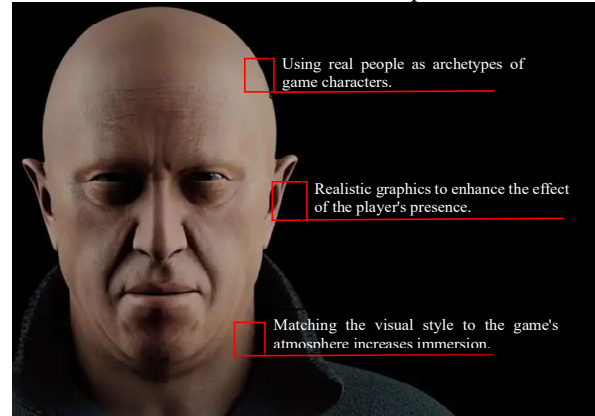 Using real people as archetypes of
game characters.
Realistic graphics to enhance the effect
of the player's presence.
Matching the visual style to the game's
atmosphere increases immersion.